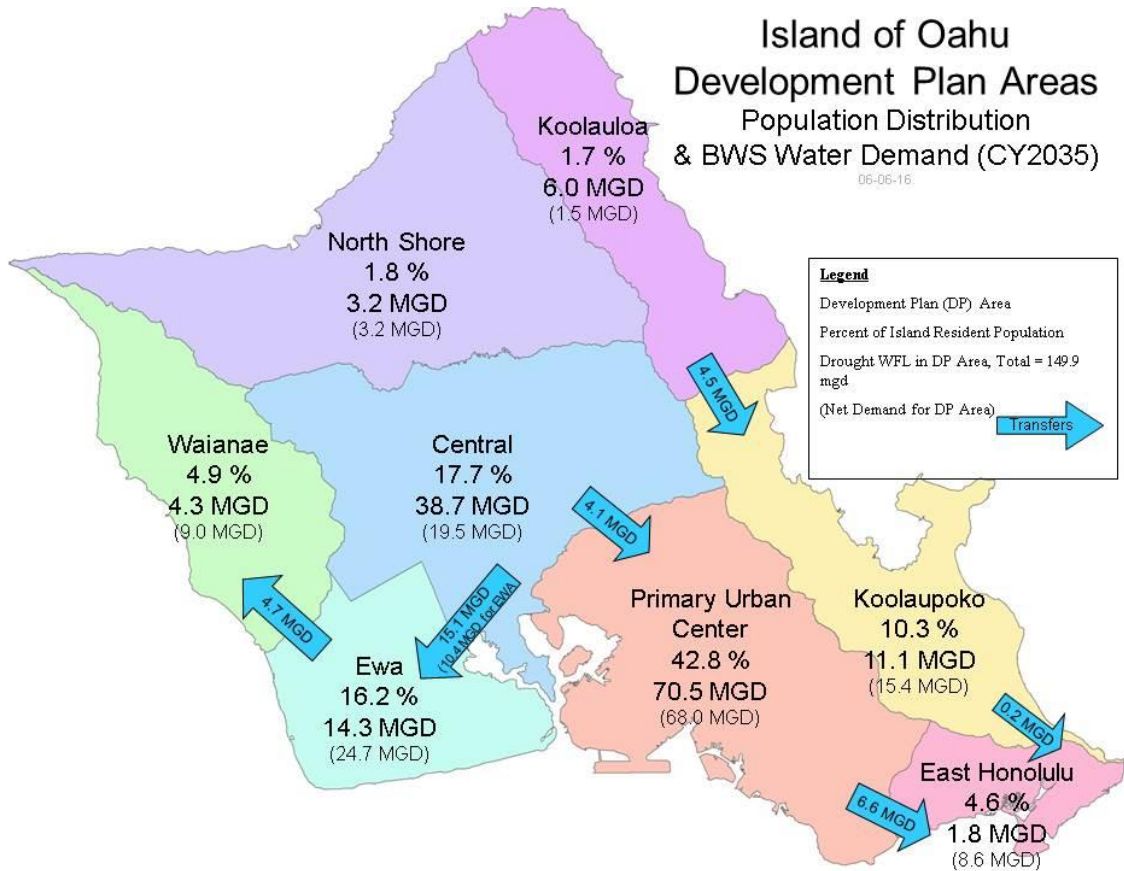 Island of Oahu
Development Plan Areas
Population Distribution
& BWS Water Demand (CY2035)
06-06-16
Koolauloa
1.7 %
6.0 MGD
(1.5 MGD)
North Shore
1.8 %
3.2 MGD
(3.2 MGD)
Legend
Development Plan (DP) Area
Percent of Island Resident Population
Drought WFL in DP Area, Total = 149.9
mgd
(Net Demand for DP Area)
Transfers
4.5 MGD
Waianae
4.9 %
4.3 MGD
(9.0 MGD)
Central
17.7 %
38.7 MGD
(19.5 MGD)
4.1 MGD
15.1 MGD
(10.4 MGD for EWA)
4.7 MGD
Ewa
16.2 %
14.3 MGD
(24.7 MGD)
Primary Urban
Center
42.8 %
70.5 MGD
(68.0 MGD)
Koolaupoko
10.3 %
11.1 MGD
(15.4 MGD)
0.2 MGD
6.6 MGD
East Honolulu
4.6 %
1.8 MGD
(8.6 MGD)